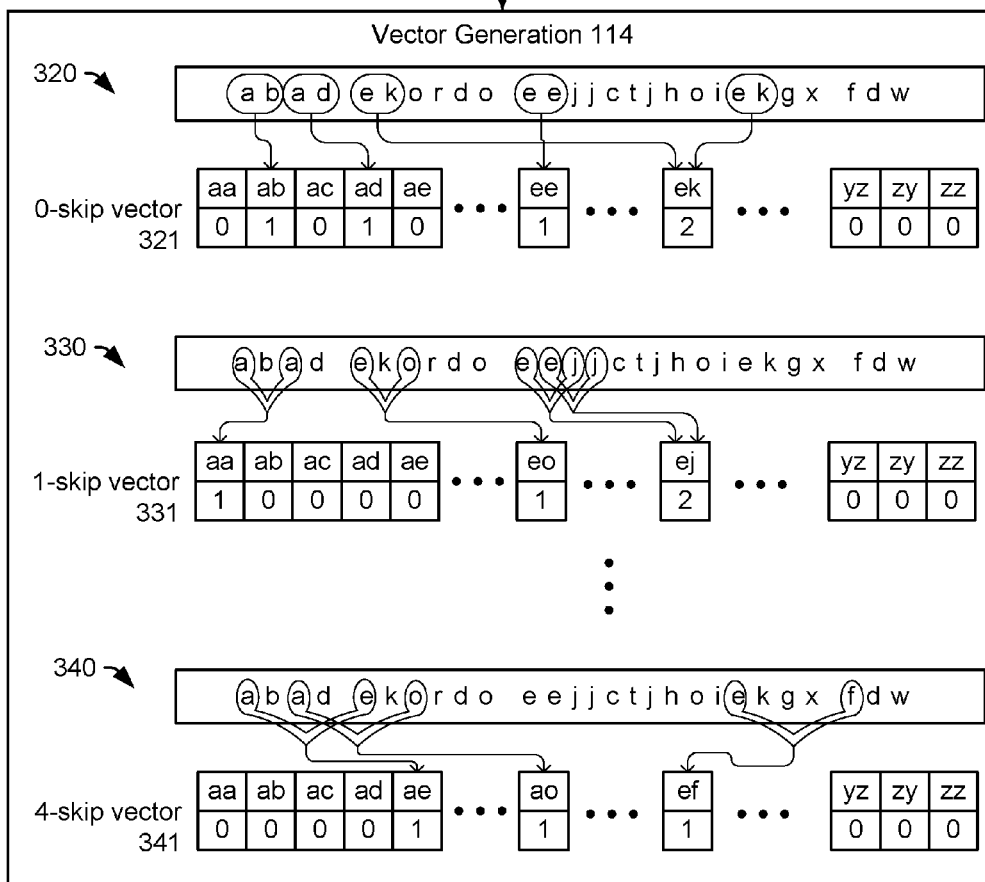 Vector Generation 114
320
a b a d e k o r d o e e j j c t j h o i e k g x f d w
0-skip vector
321
aa ab ac ad ae ••• ee ••• ek ••• yz zy zz
0 1 0 1 0 1 2 0 0 0
330
a b a d e k o r d o e e j j c t j h o i e k g x f d w
1-skip vector
331
aa ab ac ad ae ••• eo ••• ej ••• yz zy zz
1 0 0 0 0 1 2 0 0 0
340
a b a d e k o r d o e e j j c t j h o i e k g x f d w
4-skip vector
341
aa ab ac ad ae ••• ao ••• ef ••• yz zy zz
0 0 0 0 1 1 1 0 0 0